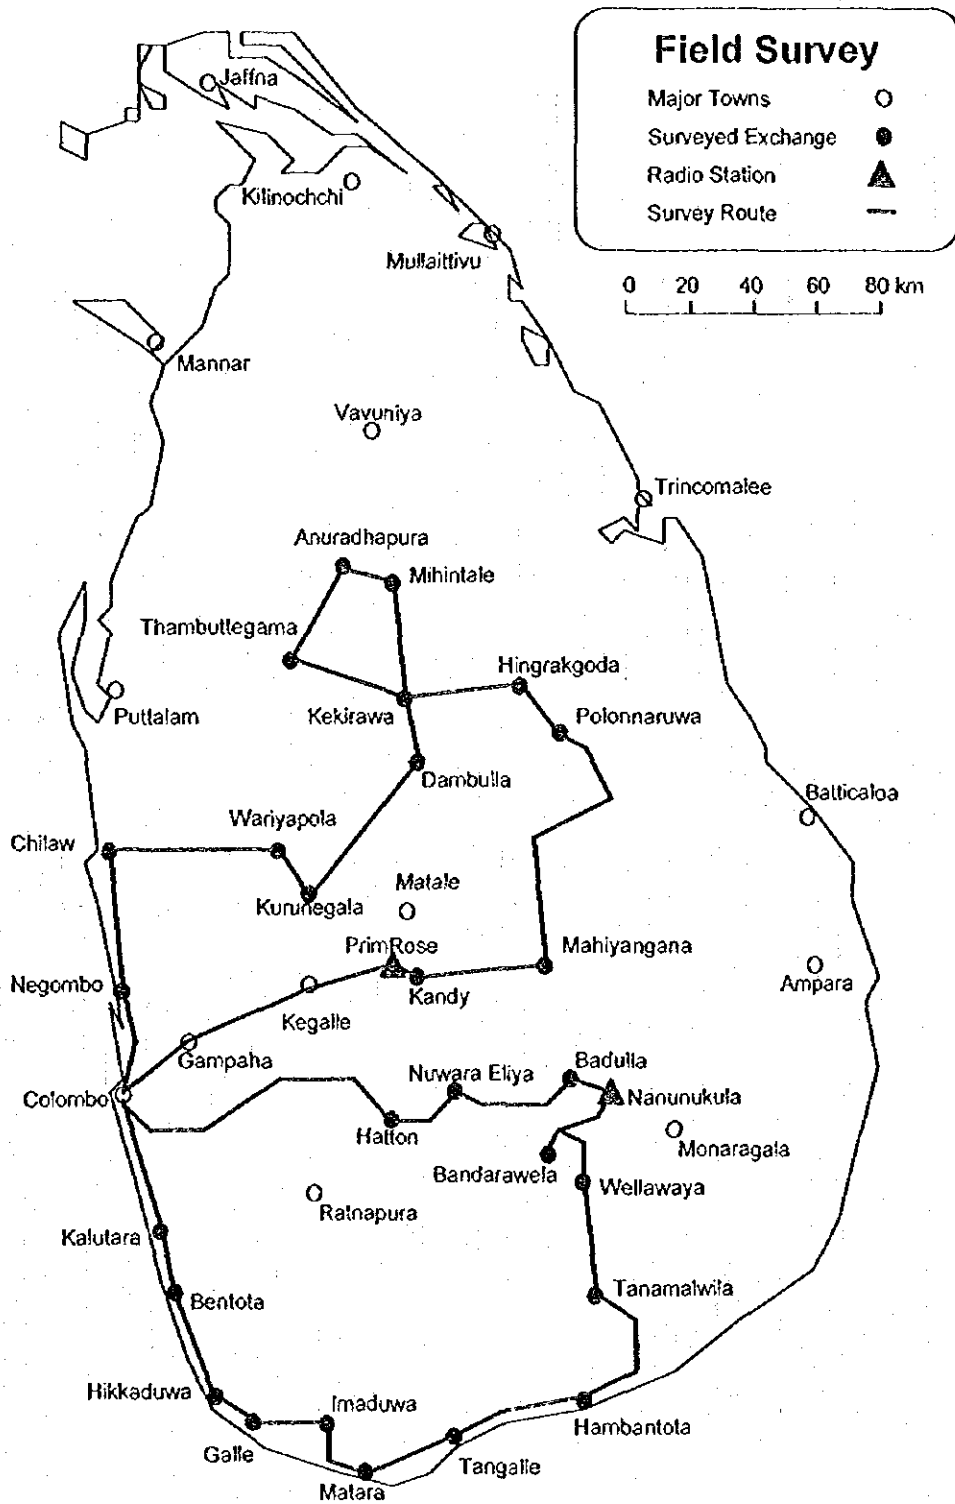 Field Survey
Major Towns
Surveyed Exchange
Radio Station
Survey Route
0 20 40 60 80 km
Jaffna
Kilinochchi
Mullaittivu
Mannar
Vavuniya
Trincomalee
Anuradhapura
Mihintale
Thambuttegama
Hingrakgoda
Puttalam
Kekirawa
Polonnaruwa
Dambulla
Batticaloa
Chilaw
Wariyapola
Kurunegala
Matale
PrimRose
Mahiyangana
Negombo
Kandy
Ampara
Kegalle
Gampaha
Badulla
Nuwara Eliya
Colombo
Nanunukula
Hatton
Monaragala
Bandarawela
Wellawaya
Ratnapura
Kalutara
Bentota
Tanamalwila
Hikkaduwa
Imaduwa
Hambantota
Galle
Tangalle
Matara